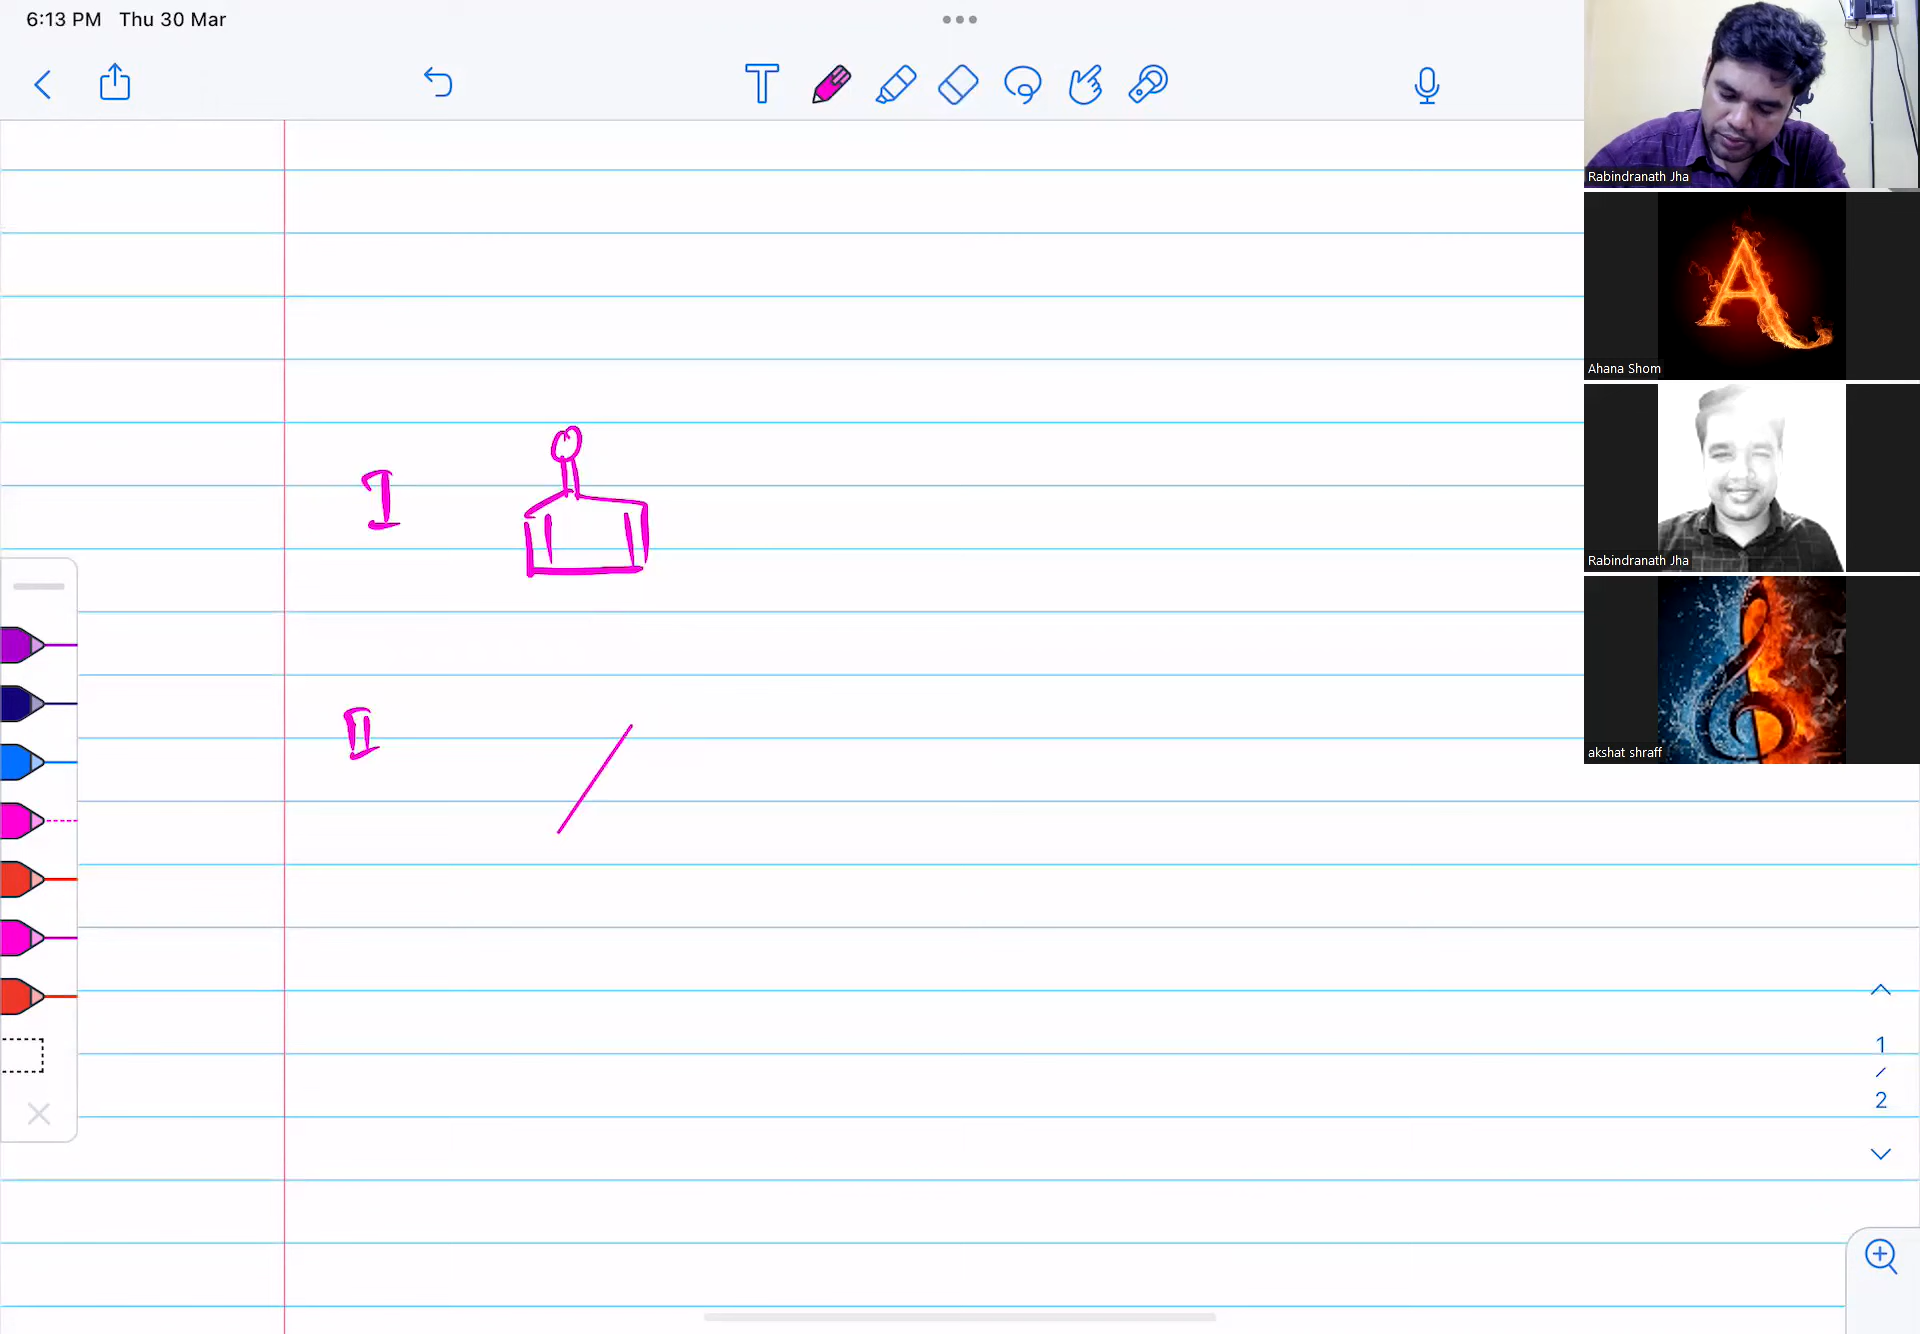 6:13 PM Thu 30 Mar
T
Rabindranath Jha
A
Ahana Shom
I
Rabindranath Jha
II
akshat shraff
1
/
2